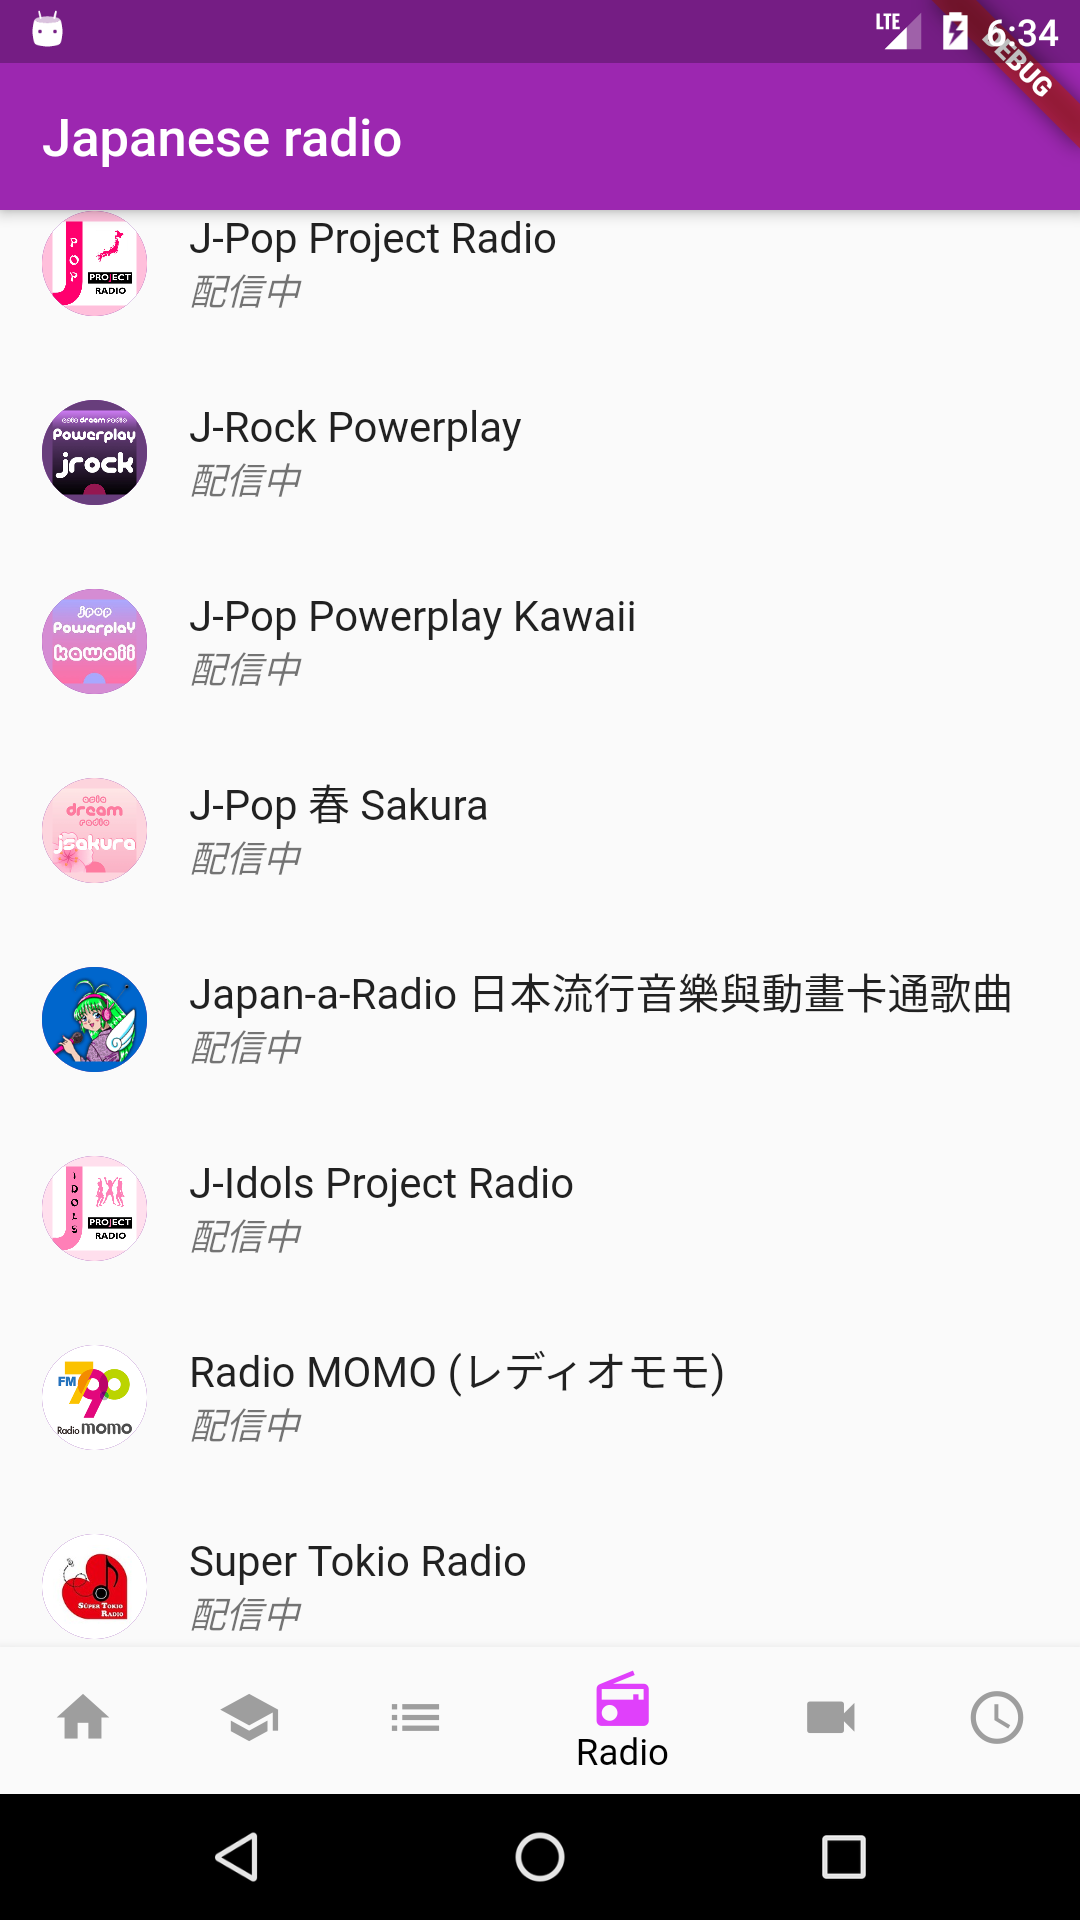 LTE
6:34
DEBUG
Japanese radio
POP
PROJECT
RADIO
J-Pop Project Radio
配信中
asia dream radio
Powerplay
jrock
J-Rock Powerplay
配信中
jpop
Powerplay
kawaii
J-Pop Powerplay Kawaii
配信中
asia
dream
radio
jsakura
J-Pop 春 Sakura
配信中
Japan-a-Radio 日本流行音樂與動畫卡通歌曲
配信中
IDOLS
PROJECT
RADIO
J-Idols Project Radio
配信中
FM 790
Radio momo
Radio MOMO (レディオモモ)
配信中
SUPER TOKIO
RADIO
Super Tokio Radio
配信中
Radio